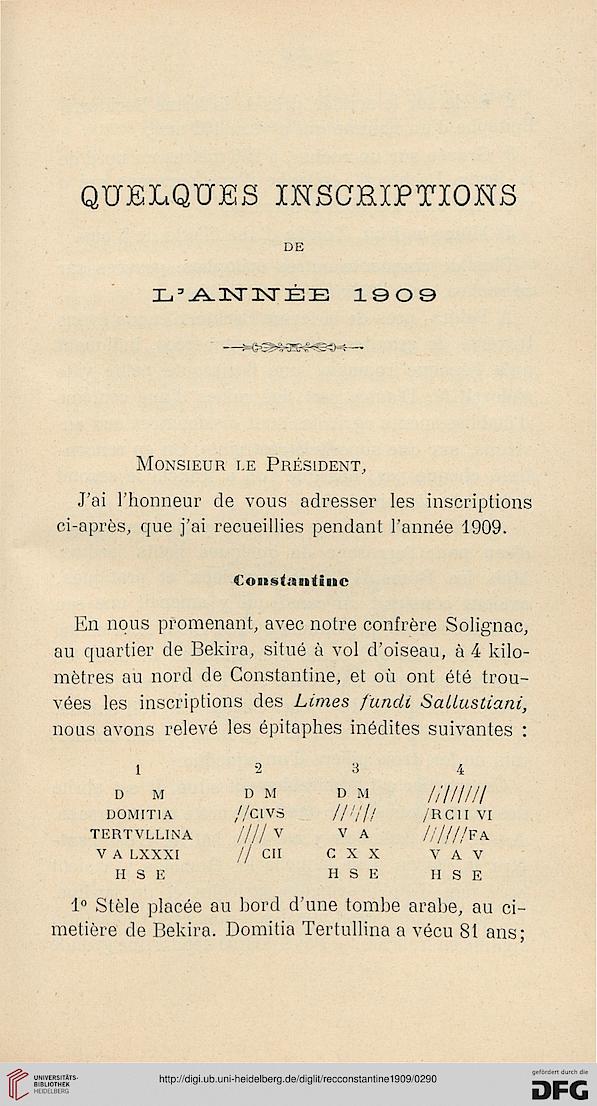 QUELQUES INSCRIPTIONS
DE
L'ANNÉE 1909
MONSIEUR LE PRÉSIDENT,
J'ai l'honneur de vous adresser les inscriptions
ci-après, que j'ai recueillies pendant l'année 1909.
Constantine
En nous promenant, avec notre confrère Solignac,
au quartier de Bekira, situé à vol d'oiseau, à 4 kilo-
mètres au nord de Constantine, et où ont été trou-
vées les inscriptions des Limes fundi Sallustiani,
nous avons relevé les épitaphes inédites suivantes :
1 2 3 4
D M D M D M ///////
DOMITIA //CIVS ////// /RCII VI
TERTVLLINA //// V V A //////FA
V A LXXXI // CII C X X V A V
H S E H S E H S E
1° Stèle placée au bord d'une tombe arabe, au ci-
metière de Bekira. Domitia Tertullina a vécu 81 ans;
UNIVERSITÄTS-
BIBLIOTHEK
HEIDELBERG
http://digi.ub.uni-heidelberg.de/diglit/recconstantine1909/0290
gefördert durch die
DFG